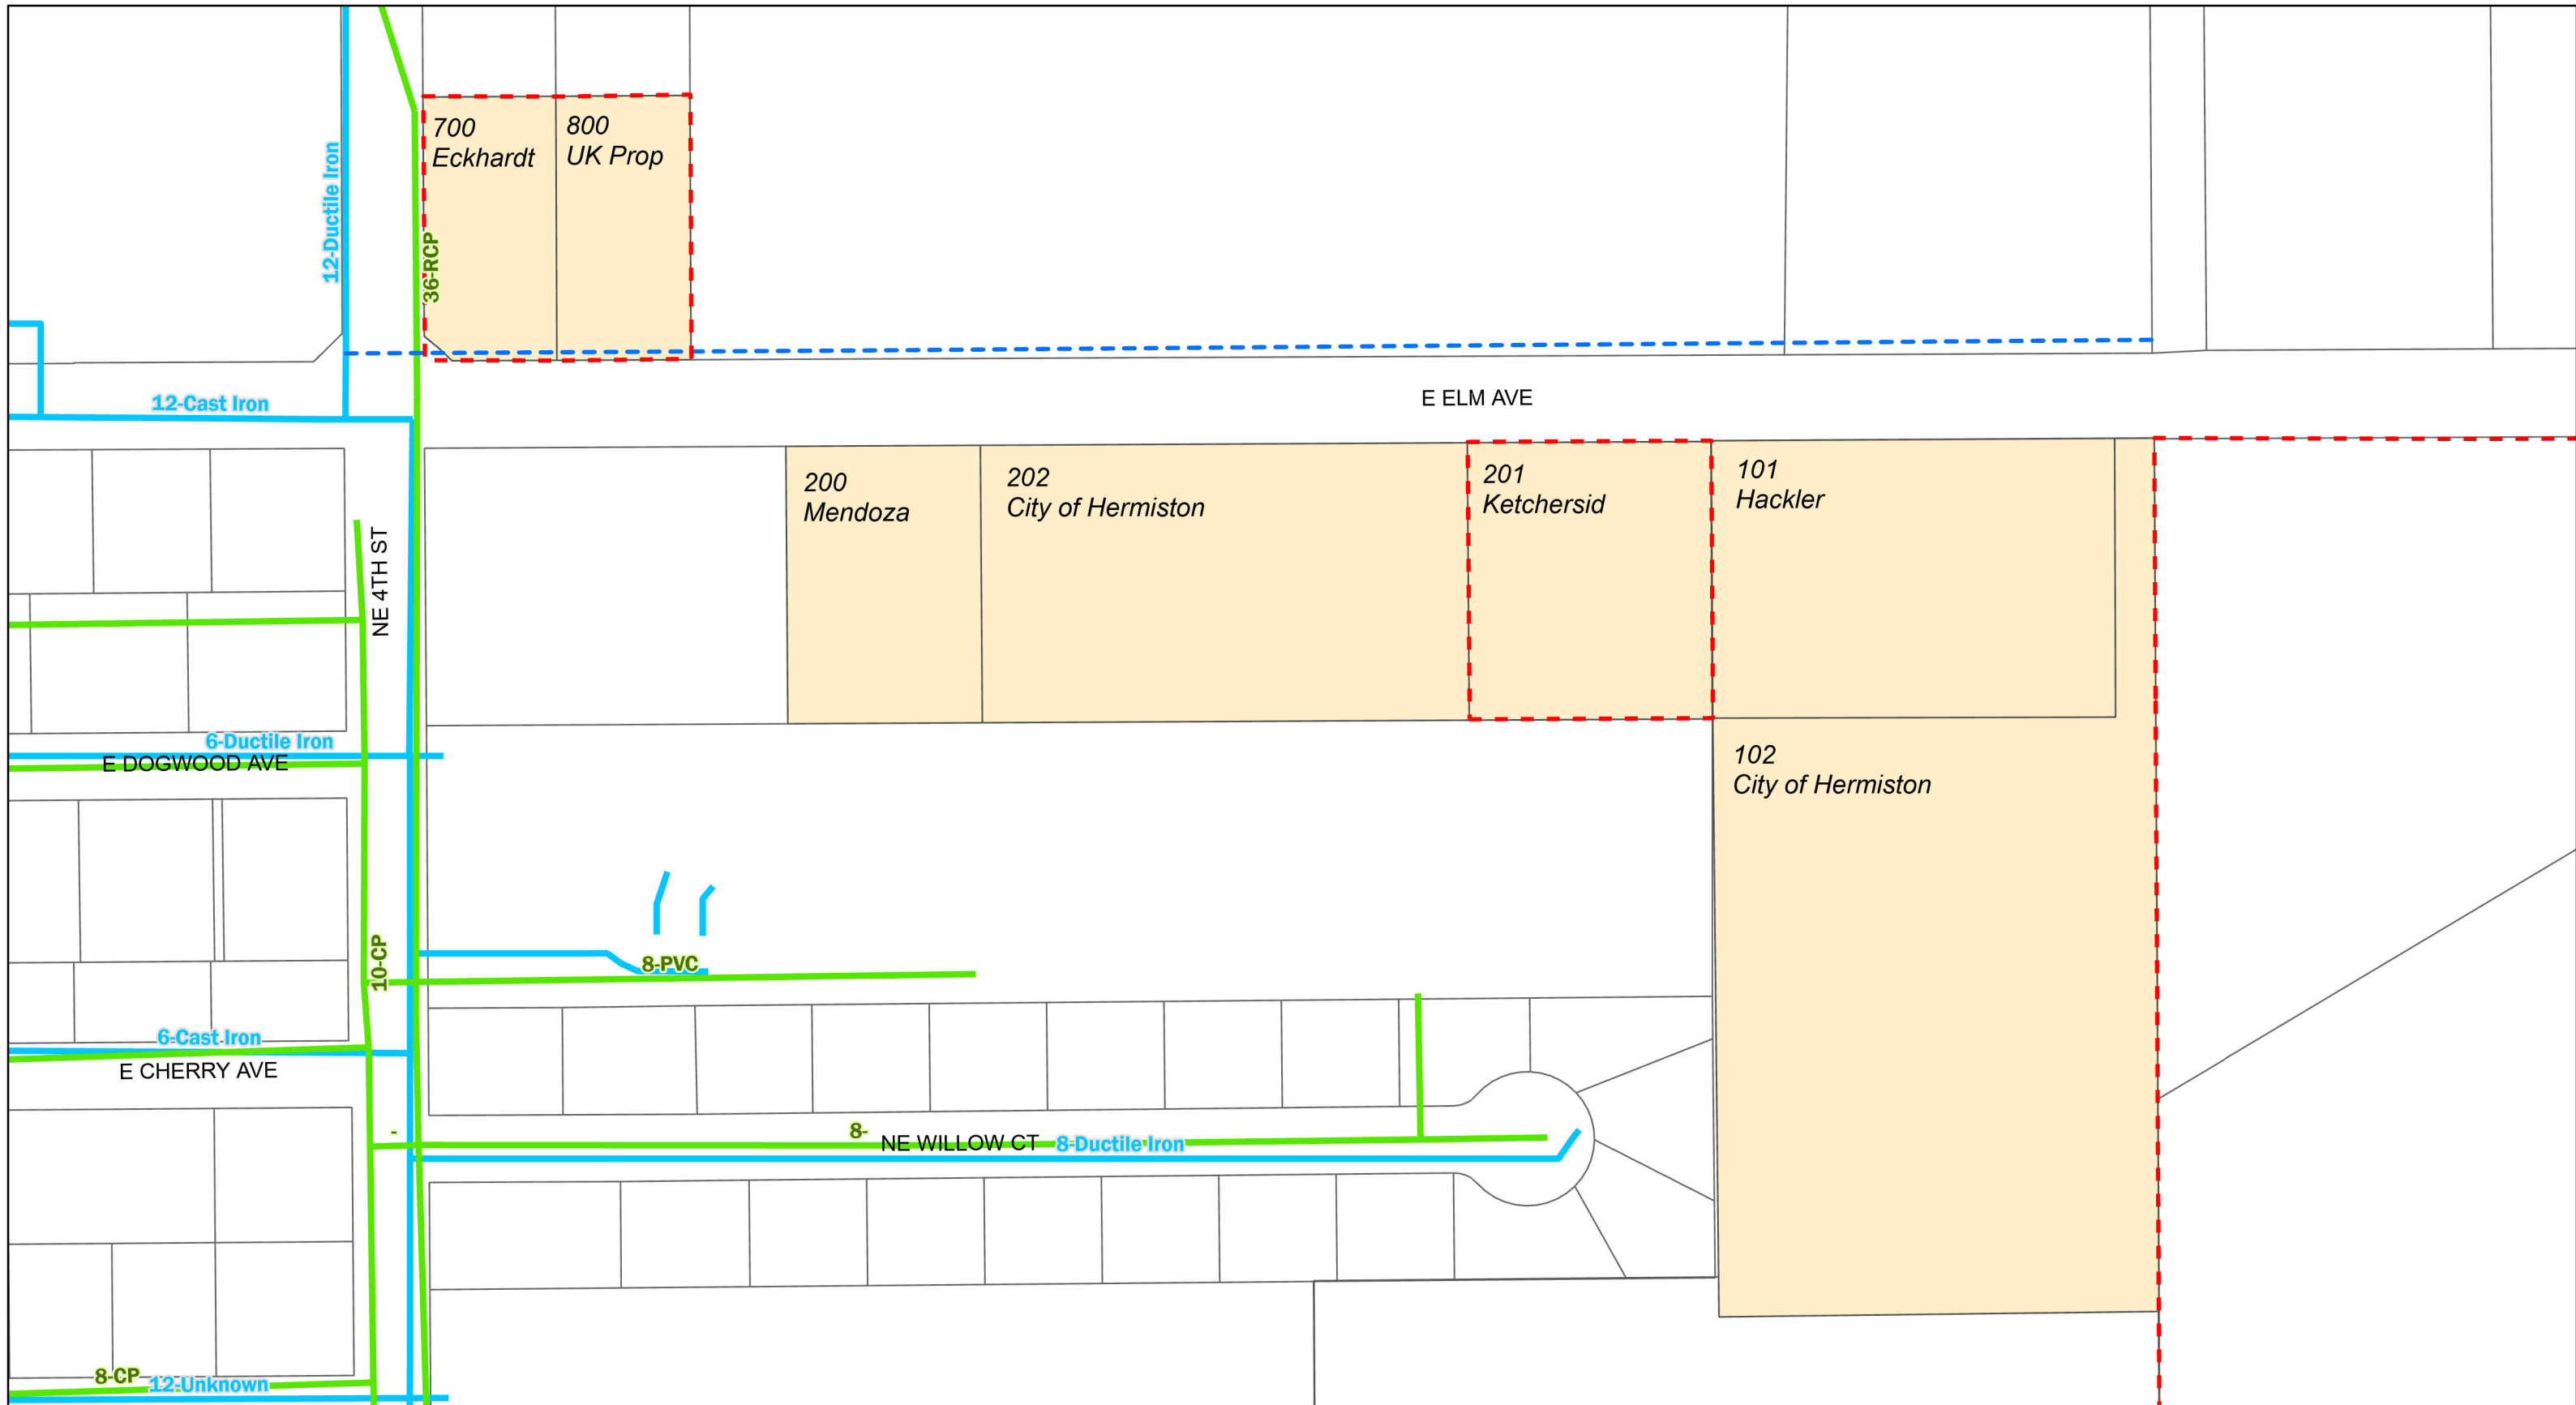 700
Eckhardt
800
UK Prop
12-Ductile Iron
36-RCP
12-Cast Iron
E ELM AVE
200
Mendoza
202
City of Hermiston
201
Ketchersid
101
Hackler
NE 4TH ST
6-Ductile Iron
E DOGWOOD AVE
102
City of Hermiston
10-CP
8-PVC
6-Cast Iron
E CHERRY AVE
-
8-
NE WILLOW CT
8-Ductile Iron
8-CP
12-Unknown